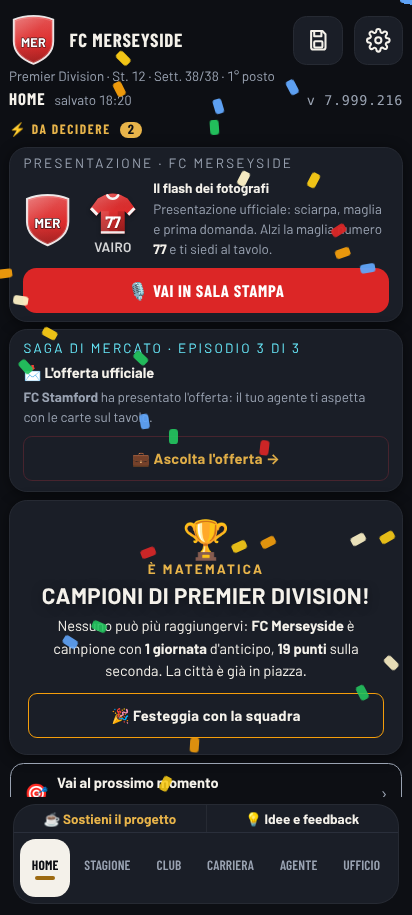 MER
FC MERSEYSIDE
Premier Division · St. 12 · Sett. 38/38 · 1° posto
HOME salvato 18:20 v 7.999.216
⚡ DA DECIDERE 2
PRESENTAZIONE · FC MERSEYSIDE
Il flash dei fotografi
MER
77
VAIRO
Presentazione ufficiale: sciarpa, maglia
e prima domanda. Alzi la maglia numero
77 e ti siedi al tavolo.
🎙️ VAI IN SALA STAMPA
SAGA DI MERCATO · EPISODIO 3 DI 3
📩 L'offerta ufficiale
FC Stamford ha presentato l'offerta: il tuo agente ti aspetta
con le carte sul tavolo.
💼 Ascolta l'offerta →
È MATEMATICA
CAMPIONI DI PREMIER DIVISION!
Nessuno può più raggiungervi: FC Merseyside è
campione con 1 giornata d'anticipo, 19 punti sulla
seconda. La città è già in piazza.
🎉 Festeggia con la squadra
🎯 Vai al prossimo momento ›
☕ Sostieni il progetto
💡 Idee e feedback
HOME STAGIONE CLUB CARRIERA AGENTE UFFICIO